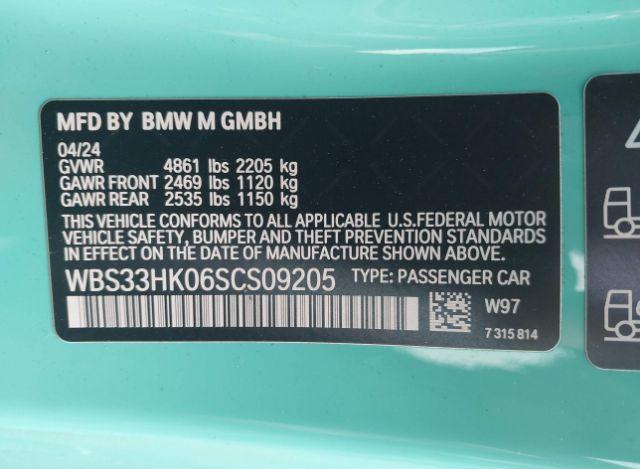 MFD BY BMW M GMBH
04/24
GVWR 4861 lbs 2205 kg
GAWR FRONT 2469 lbs 1120 kg
GAWR REAR 2535 lbs 1150 kg
THIS VEHICLE CONFORMS TO ALL APPLICABLE U.S.FEDERAL MOTOR
VEHICLE SAFETY, BUMPER AND THEFT PREVENTION STANDARDS
IN EFFECT ON THE DATE OF MANUFACTURE SHOWN ABOVE.
WBS33HK06SCS09205 TYPE: PASSENGER CAR
W97
7 315 814